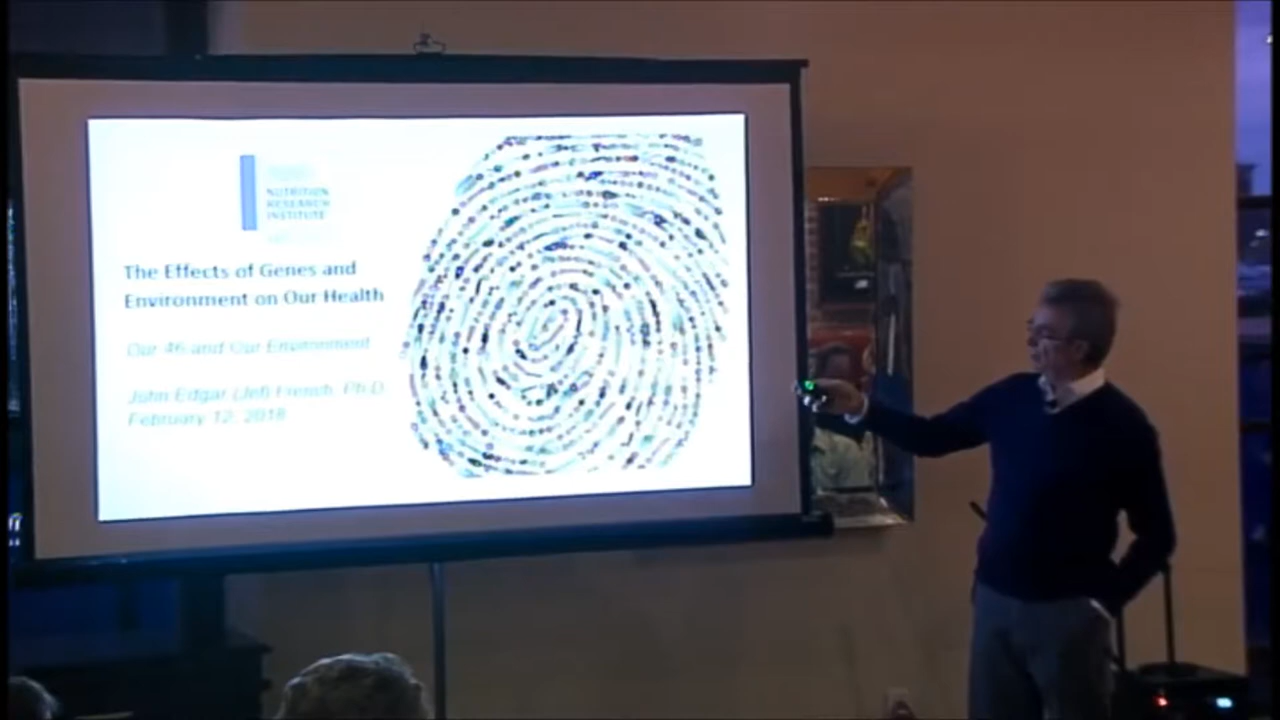 NUTRITION
RESEARCH
INSTITUTE
The Effects of Genes and
Environment on Our Health
Our 46 and Our Environment
John Edgar (Jef) French, Ph.D.
February 12, 2018